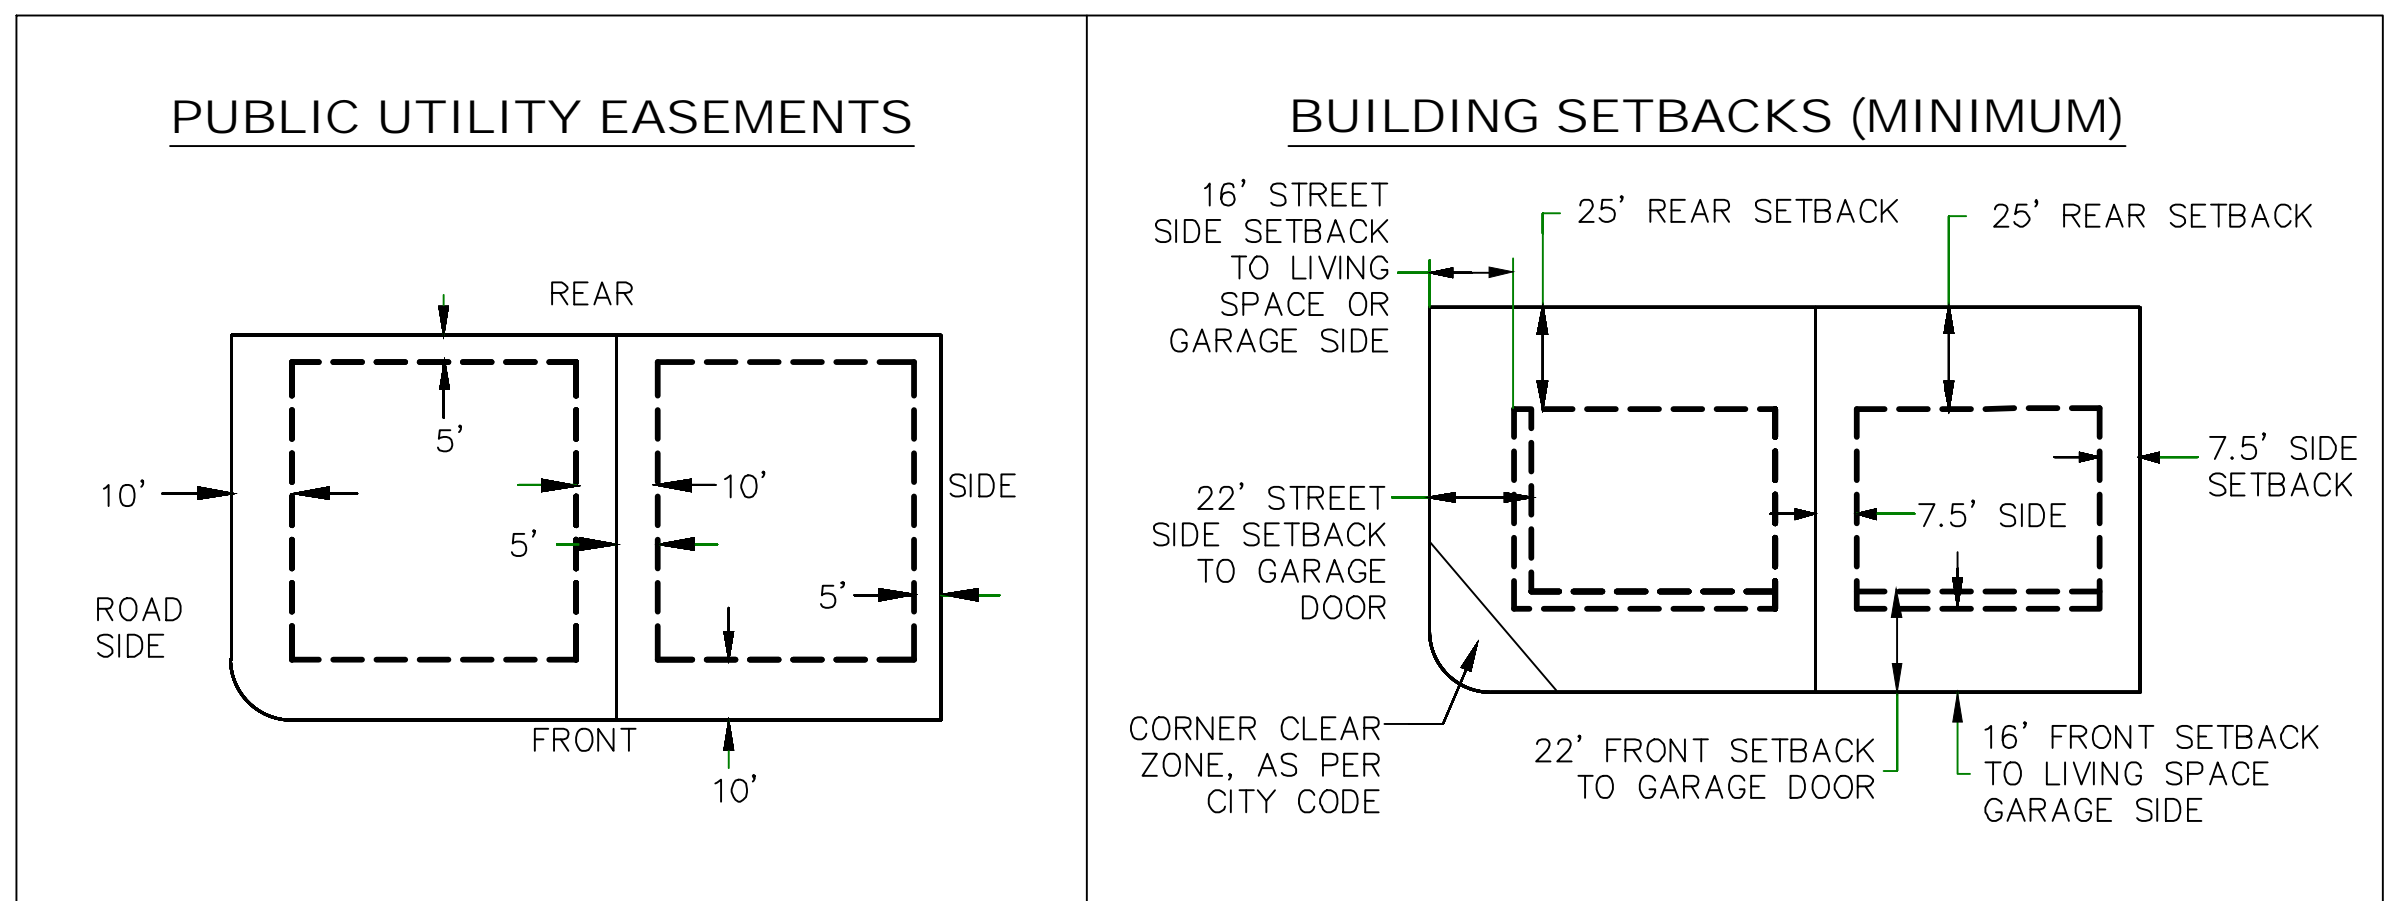 PUBLIC UTILITY EASEMENTS
REAR
5'
10'
10'
SIDE
5'
5'
ROAD
SIDE
FRONT
10'
BUILDING SETBACKS (MINIMUM)
16' STREET
SIDE SETBACK
TO LIVING
SPACE OR
GARAGE SIDE
25' REAR SETBACK
25' REAR SETBACK
7.5' SIDE
SETBACK
22' STREET
SIDE SETBACK
TO GARAGE
DOOR
7.5' SIDE
CORNER CLEAR
ZONE, AS PER
CITY CODE
22' FRONT SETBACK
TO GARAGE DOOR
16' FRONT SETBACK
TO LIVING SPACE
GARAGE SIDE